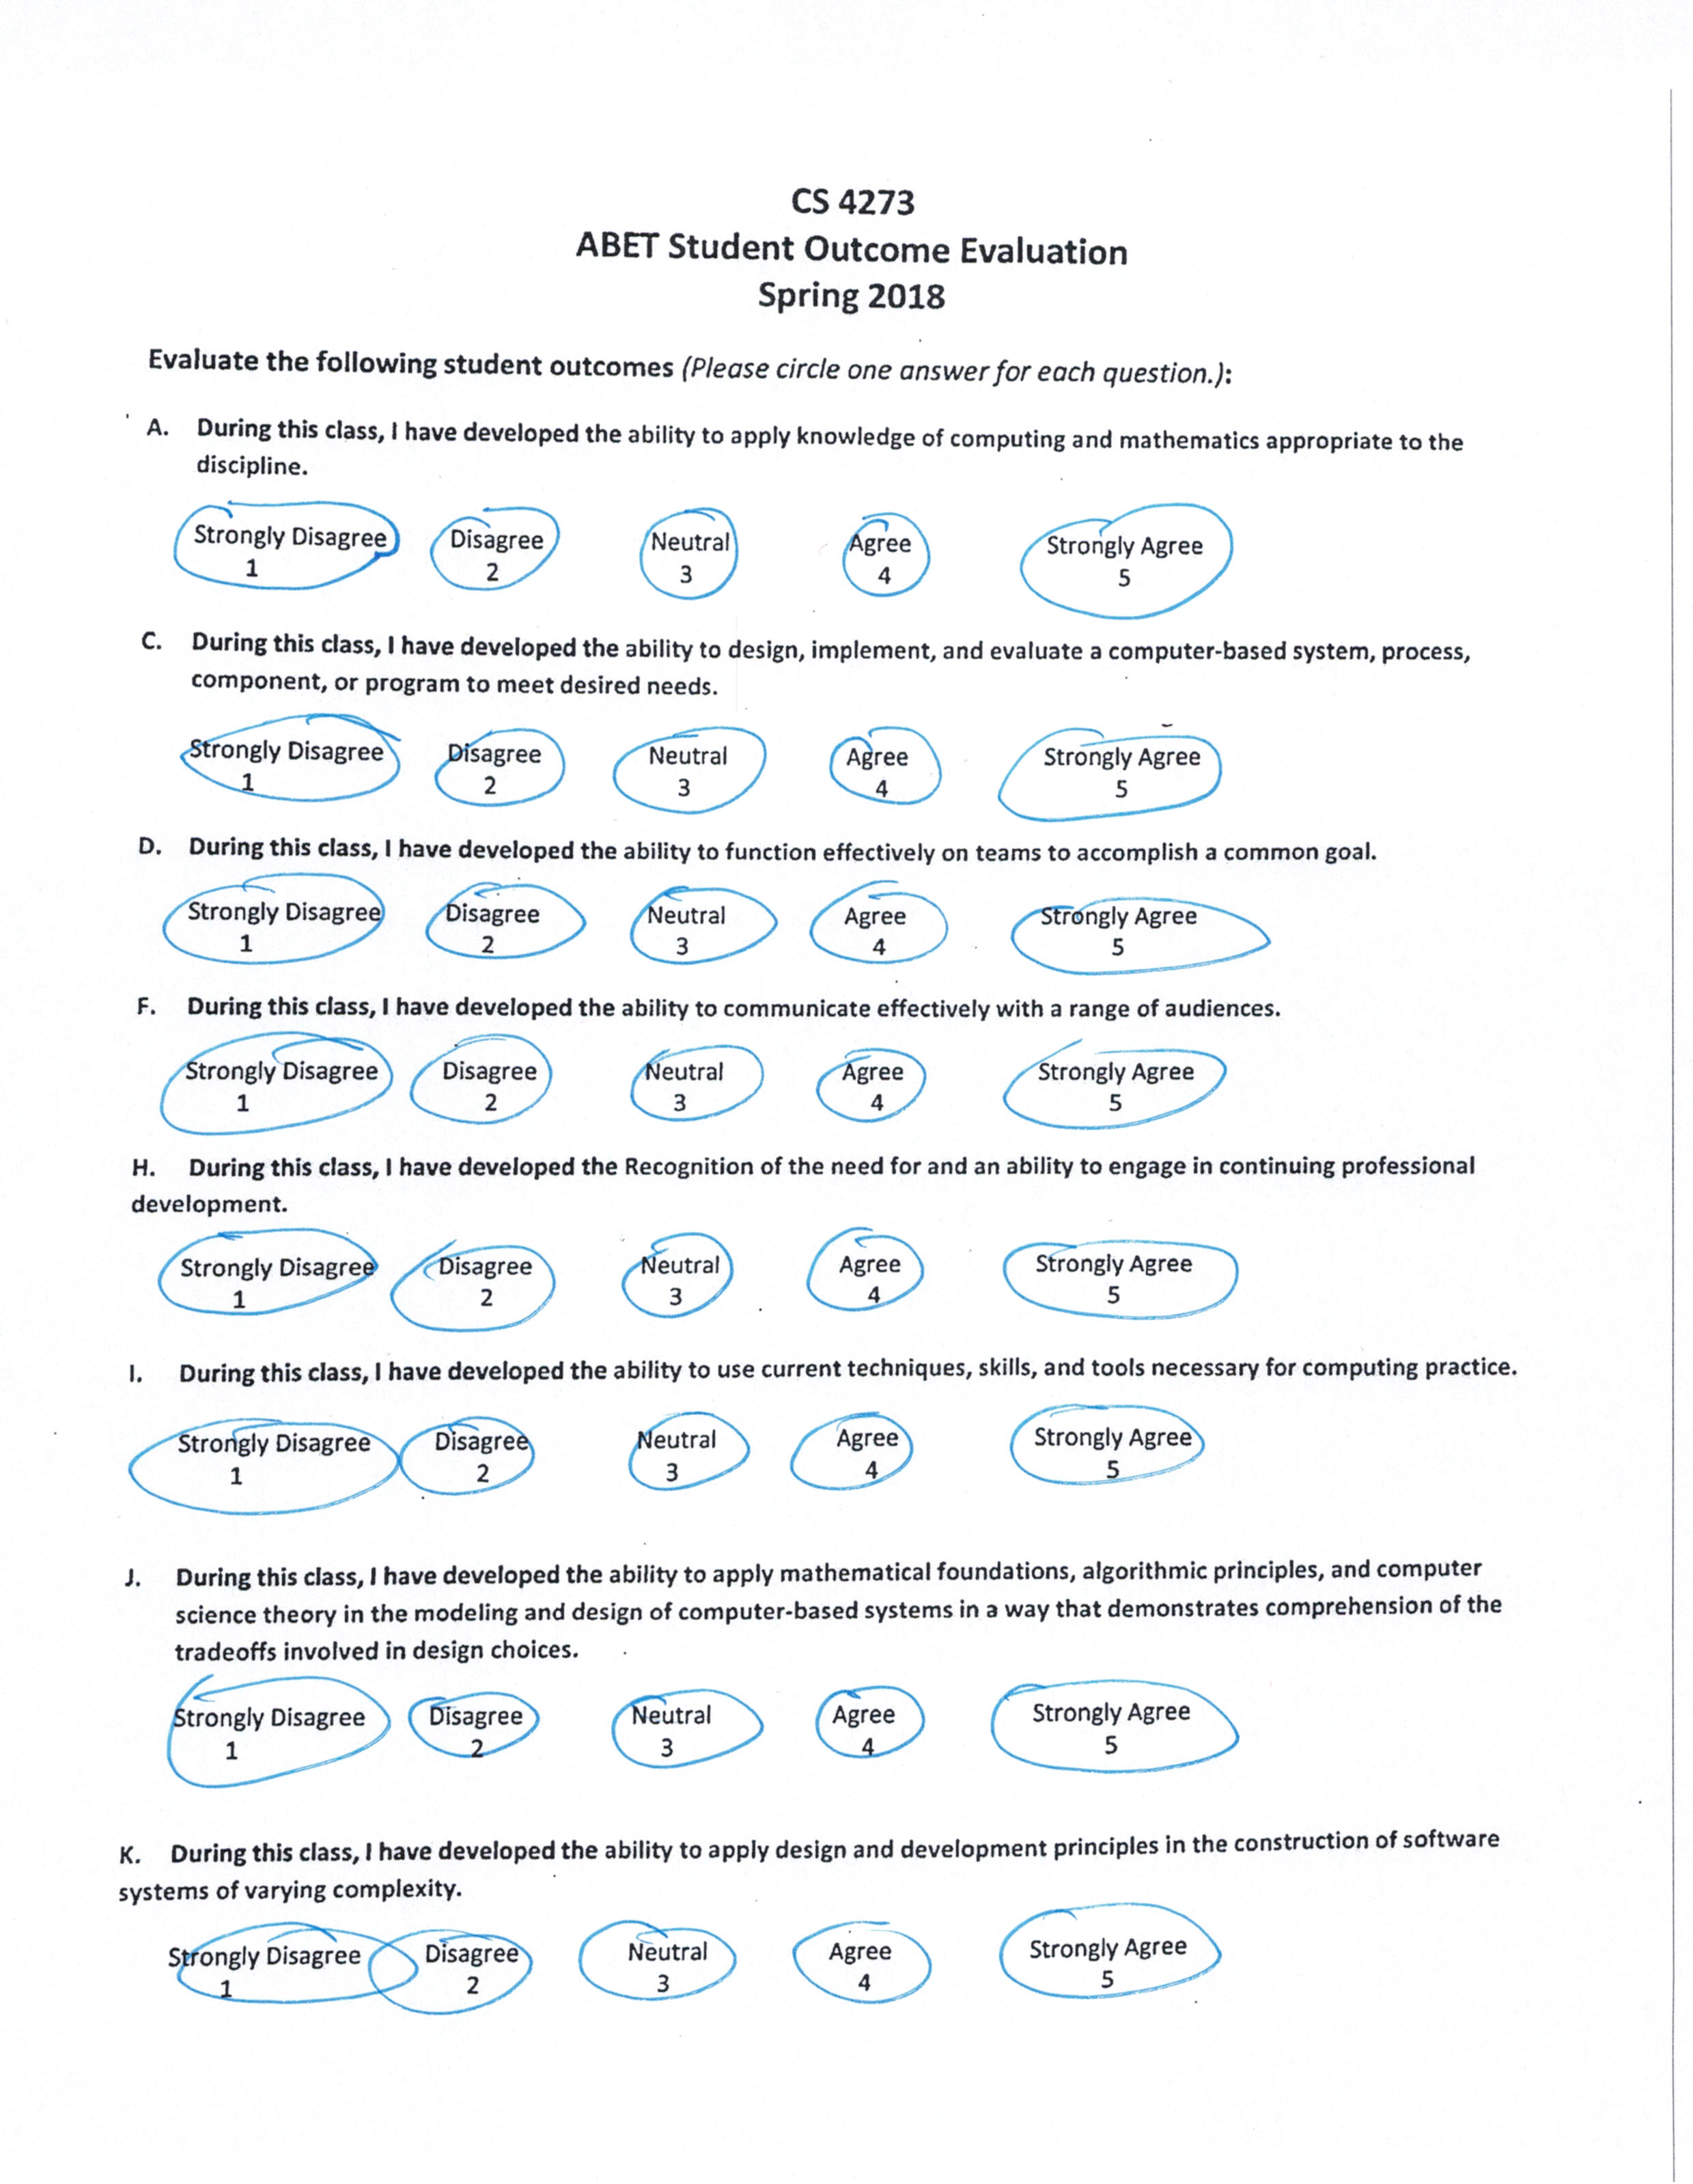 CS 4273
ABET Student Outcome Evaluation
Spring 2018
Evaluate the following student outcomes (Please circle one answer for each question.):
A. During this class, I have developed the ability to apply knowledge of computing and mathematics appropriate to the
discipline.
Strongly Disagree Disagree Neutral Agree Strongly Agree
1 2 3 4 5
C. During this class, I have developed the ability to design, implement, and evaluate a computer-based system, process,
component, or program to meet desired needs.
Strongly Disagree Disagree Neutral Agree Strongly Agree
1 2 3 4 5
D. During this class, I have developed the ability to function effectively on teams to accomplish a common goal.
Strongly Disagree Disagree Neutral Agree Strongly Agree
1 2 3 4 5
F. During this class, I have developed the ability to communicate effectively with a range of audiences.
Strongly Disagree Disagree Neutral Agree Strongly Agree
1 2 3 4 5
H. During this class, I have developed the Recognition of the need for and an ability to engage in continuing professional
development.
Strongly Disagree Disagree Neutral Agree Strongly Agree
1 2 3 4 5
I. During this class, I have developed the ability to use current techniques, skills, and tools necessary for computing practice.
Strongly Disagree Disagree Neutral Agree Strongly Agree
1 2 3 4 5
J. During this class, I have developed the ability to apply mathematical foundations, algorithmic principles, and computer
science theory in the modeling and design of computer-based systems in a way that demonstrates comprehension of the
tradeoffs involved in design choices.
Strongly Disagree Disagree Neutral Agree Strongly Agree
1 2 3 4 5
K. During this class, I have developed the ability to apply design and development principles in the construction of software
systems of varying complexity.
Strongly Disagree Disagree Neutral Agree Strongly Agree
1 2 3 4 5